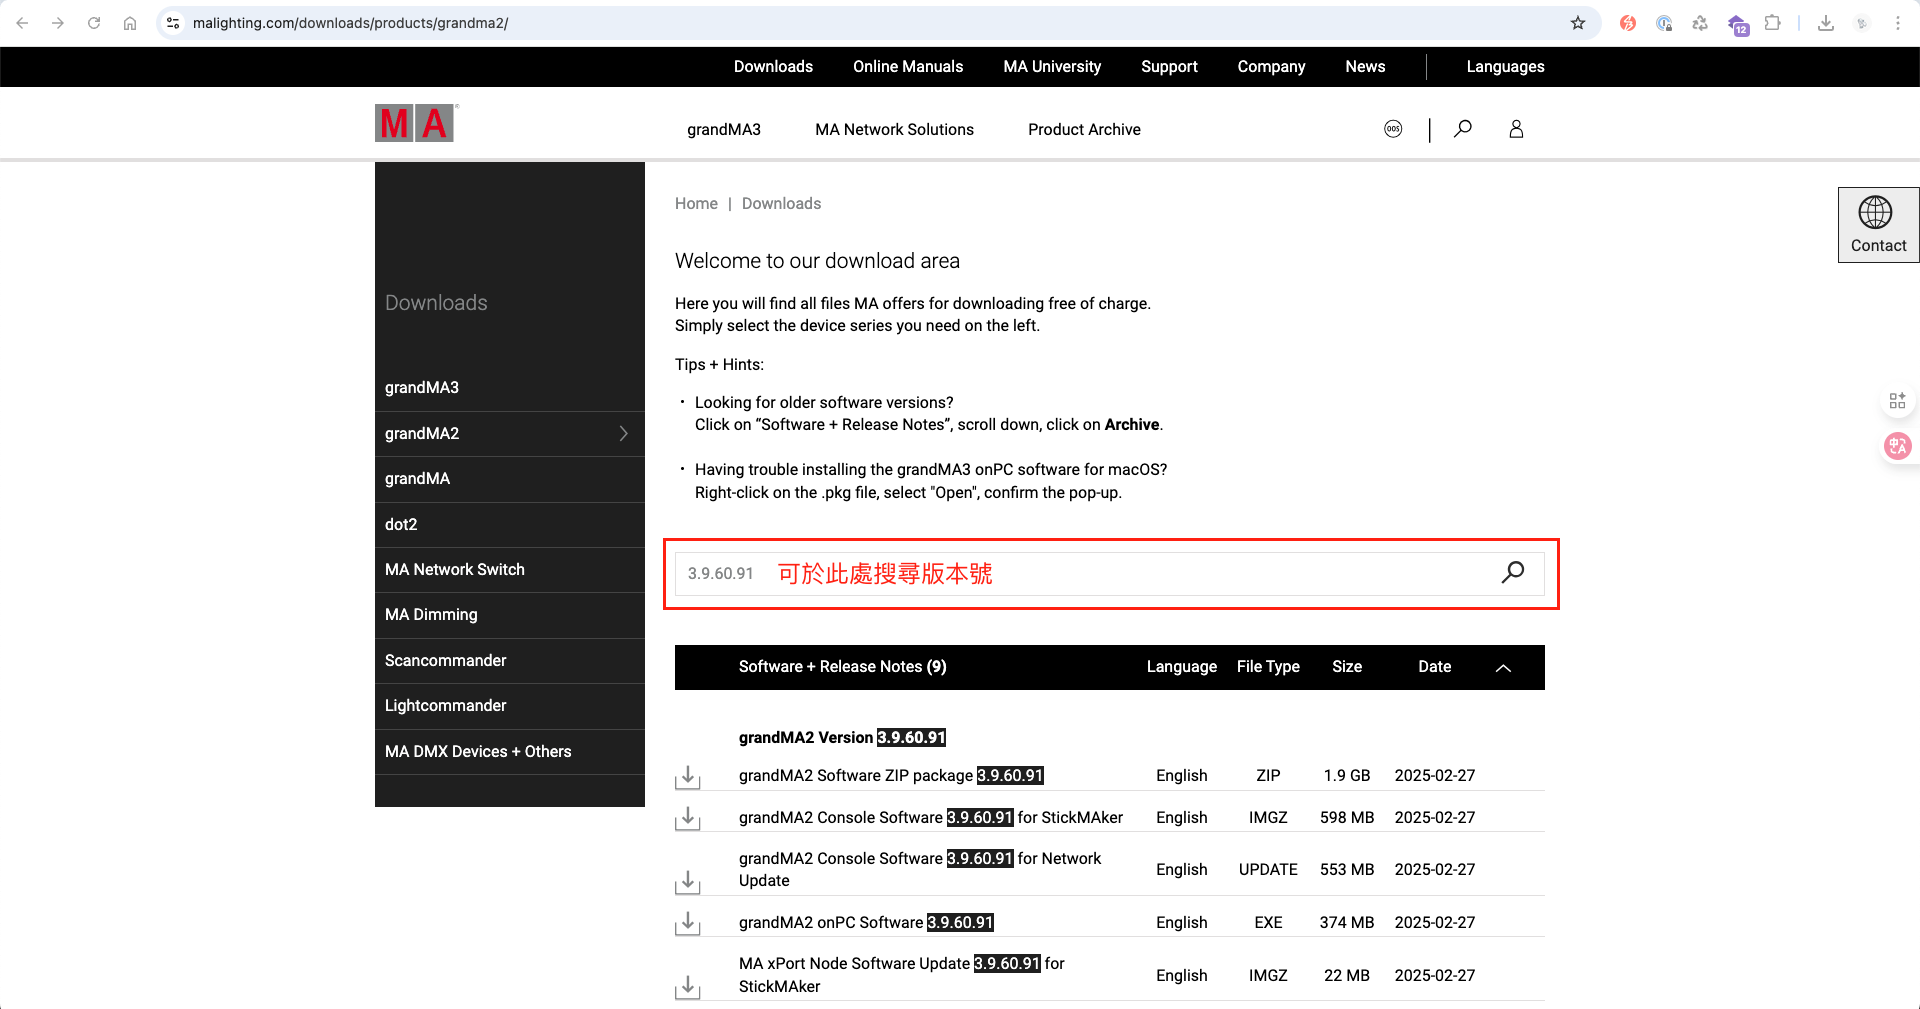 malighting.com/downloads/products/grandma2/
12
Downloads Online Manuals MA University Support Company News Languages
MA
grandMA3 MA Network Solutions Product Archive
Home | Downloads
Contact
Welcome to our download area
Here you will find all files MA offers for downloading free of charge.
Simply select the device series you need on the left.
Tips + Hints:
· Looking for older software versions?
Click on “Software + Release Notes”, scroll down, click on Archive.
· Having trouble installing the grandMA3 onPC software for macOS?
Right-click on the .pkg file, select "Open", confirm the pop-up.
Downloads
grandMA3
grandMA2
grandMA
dot2
MA Network Switch
MA Dimming
Scancommander
Lightcommander
MA DMX Devices + Others
3.9.60.91 可於此處搜尋版本號
Software + Release Notes (9) Language File Type Size Date
grandMA2 Version 3.9.60.91
grandMA2 Software ZIP package 3.9.60.91 English ZIP 1.9 GB 2025-02-27
grandMA2 Console Software 3.9.60.91 for StickMAker English IMGZ 598 MB 2025-02-27
grandMA2 Console Software 3.9.60.91 for Network
Update English UPDATE 553 MB 2025-02-27
grandMA2 onPC Software 3.9.60.91 English EXE 374 MB 2025-02-27
MA xPort Node Software Update 3.9.60.91 for
StickMAker English IMGZ 22 MB 2025-02-27